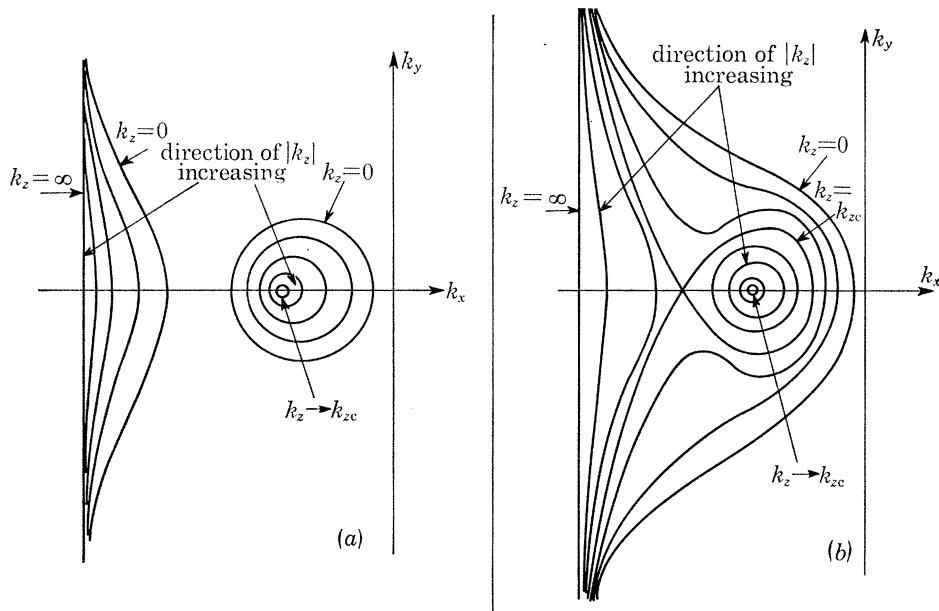 k_y
k_z=0
direction of |k_z|
increasing
k_z=∞
k_z=0
k_x
k_z→k_zc
(a)
direction of |k_z|
increasing
k_y
k_z=0
k_z=
k_zc
k_z=∞
k_x
k_z→k_zc
(b)